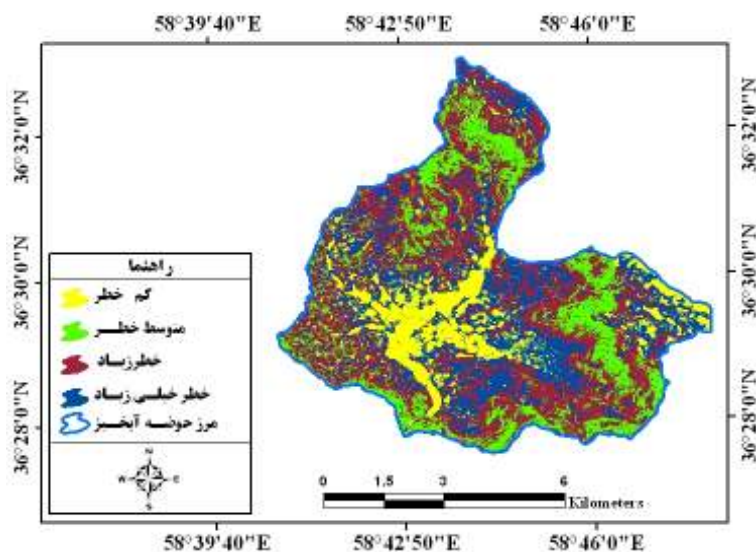 58°39'40"E 58°42'50"E 58°46'0"E
36°32'0"N 36°32'0"N
36°30'0"N 36°30'0"N
36°28'0"N 36°28'0"N
راهنما
کم خطر
متوسط خطر
خطر زیاد
خطر خیلی زیاد
مرز حوضه آبخیز
N
W E
S
0 1.5 3 6
Kilometers
58°39'40"E 58°42'50"E 58°46'0"E